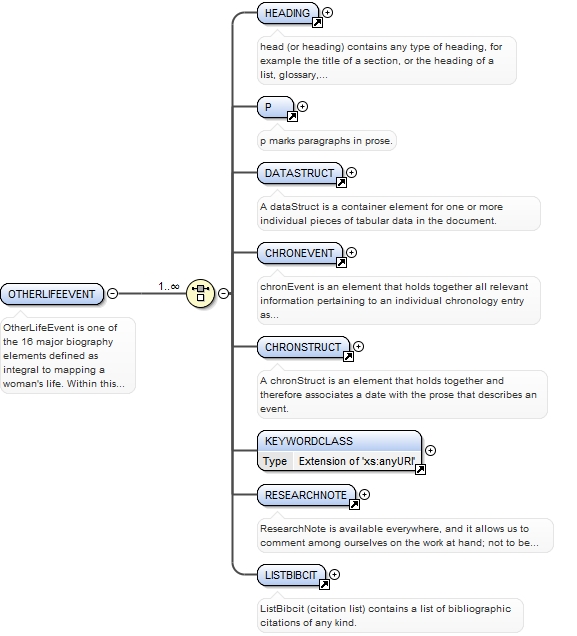 HEADING
head (or heading) contains any type of heading, for
example the title of a section, or the heading of a
list, glossary,...
P
p marks paragraphs in prose.
DATASTRUCT
A dataStruct is a container element for one or more
individual pieces of tabular data in the document.
CHRONEVENT
chronEvent is an element that holds together all relevant
information pertaining to an individual chronology entry
as...
OTHERLIFEEVENT
1..∞
OtherLifeEvent is one of
the 16 major biography
elements defined as
integral to mapping a
woman's life. Within this...
CHRONSTRUCT
A chronStruct is an element that holds together and
therefore associates a date with the prose that describes an
event.
KEYWORDCLASS
Type Extension of 'xs:anyURI'
RESEARCHNOTE
ResearchNote is available everywhere, and it allows us to
comment among ourselves on the work at hand; not to be...
LISTBIBCIT
ListBibcit (citation list) contains a list of bibliographic
citations of any kind.